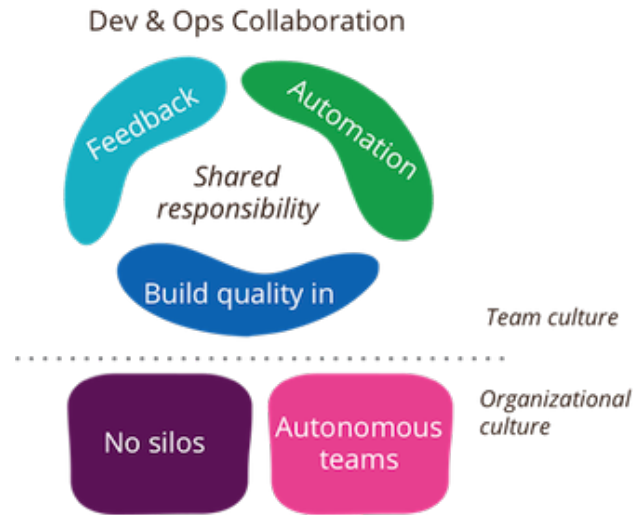 Dev & Ops Collaboration
Feedback
Automation
Shared
responsibility
Build quality in
Team culture
No silos
Autonomous
teams
Organizational
culture